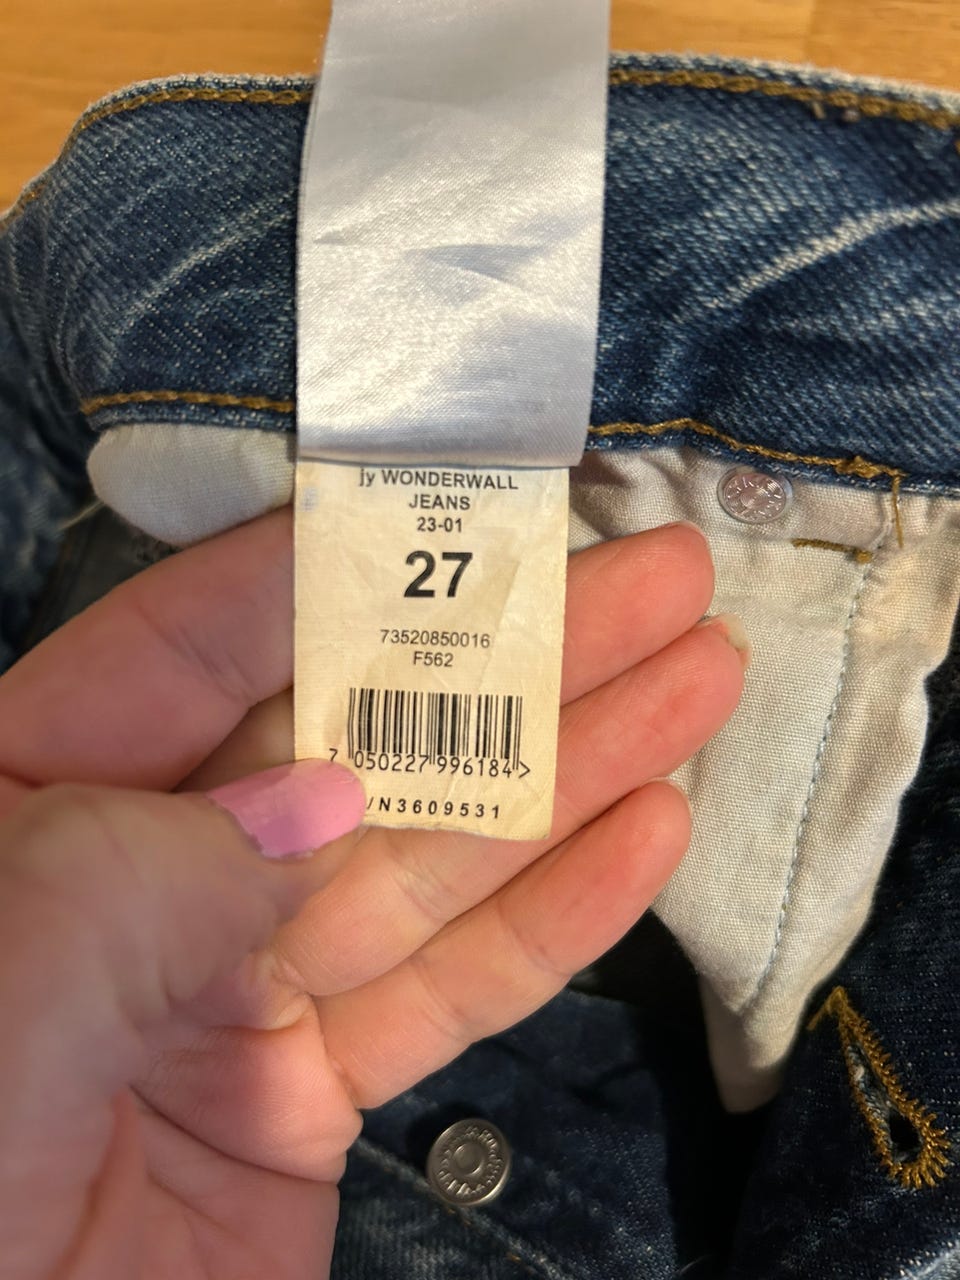 jy WONDERWALL
JEANS
23-01
27
73520850016
F562
7 050227 996184 >
/N3609531